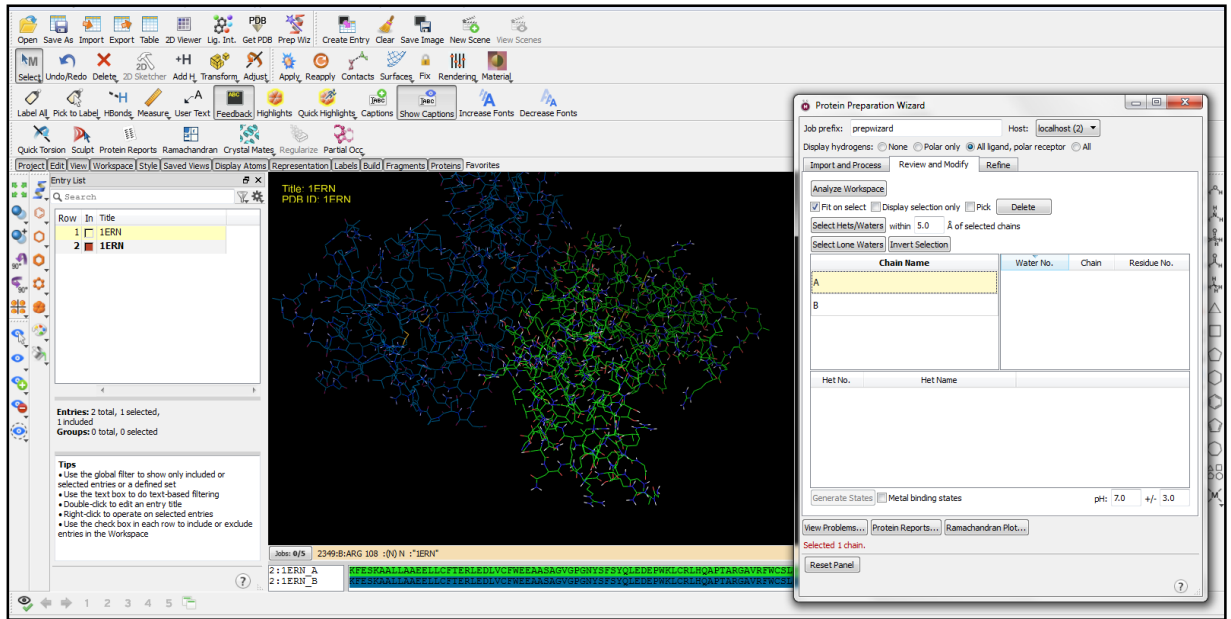 Open Save As Import Export Table 2D Viewer Lig. Int. Get PDB Prep Wiz Create Entry Clear Save Image New Scene View Scenes
PDB
M
+H
2D
Select Undo/Redo Delete 2D Sketcher Add H Transform Adjust Apply Reapply Contacts Surfaces Fix Rendering Material
Label All Pick to Label HBonds Measure User Text Feedback Highlights Quick Highlights Captions Show Captions Increase Fonts Decrease Fonts
Quick Torsion Sculpt Protein Reports Ramachandran Crystal Mates Regularize Partial Occ
Project Edit View Workspace Style Saved Views Display Atoms Representation Labels Build Fragments Proteins Favorites
Entry List
Search
Row In Title
1 1ERN
2 1ERN
90°
90°
Entries: 2 total, 1 selected,
1 included
Groups: 0 total, 0 selected
Tips
• Use the global filter to show only included or
selected entries or a defined set
• Use the text box to do text-based filtering
• Double-click to edit an entry title
• Right-click to operate on selected entries
• Use the check box in each row to include or exclude
entries in the Workspace
?
Title: 1ERN
PDB ID: 1ERN
Jobs: 0/5 2349:B:ARG 108 :(N) N :"1ERN"
2:1ERN_A KFESKAALLAAEELLCFTERLEDLVCFWEEAASAGVGPGNYSFSYQLEDEPWKLCRLHQAPTARGAVRFWCSL
2:1ERN_B KFESKAALLAAEELLCFTERLEDLVCFWEEAASAGVGPGNYSFSYQLEDEPWKLCRLHQAPTARGAVRFWCSL
1 2 3 4 5
Protein Preparation Wizard
Job prefix: prepwizard Host: localhost (2)
Display hydrogens: None Polar only All ligand, polar receptor All
Import and Process Review and Modify Refine
Analyze Workspace
Fit on select Display selection only Pick Delete
Select Hets/Waters within 5.0 Å of selected chains
Select Lone Waters Invert Selection
Chain Name Water No. Chain Residue No.
A
B
Het No. Het Name
Generate States Metal binding states pH: 7.0 +/- 3.0
View Problems... Protein Reports... Ramachandran Plot...
Selected 1 chain.
Reset Panel
?